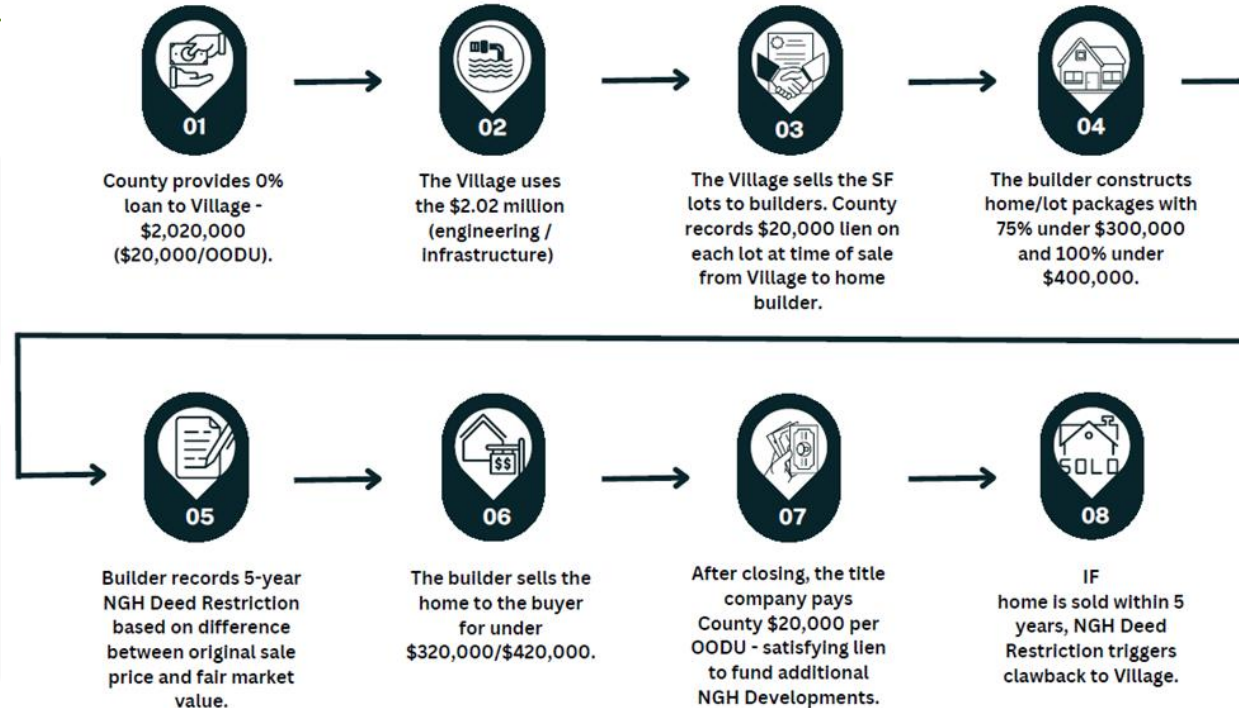 01
County provides 0%
loan to Village -
$2,020,000
($20,000/OODU).
02
The Village uses
the $2.02 million
(engineering /
infrastructure)
03
The Village sells the SF
lots to builders. County
records $20,000 lien on
each lot at time of sale
from Village to home
builder.
04
The builder constructs
home/lot packages with
75% under $300,000
and 100% under
$400,000.
05
Builder records 5-year
NGH Deed Restriction
based on difference
between original sale
price and fair market
value.
$$
06
The builder sells the
home to the buyer
for under
$320,000/$420,000.
07
After closing, the title
company pays
County $20,000 per
OODU - satisfying lien
to fund additional
NGH Developments.
SOLD
08
IF
home is sold within 5
years, NGH Deed
Restriction triggers
clawback to Village.